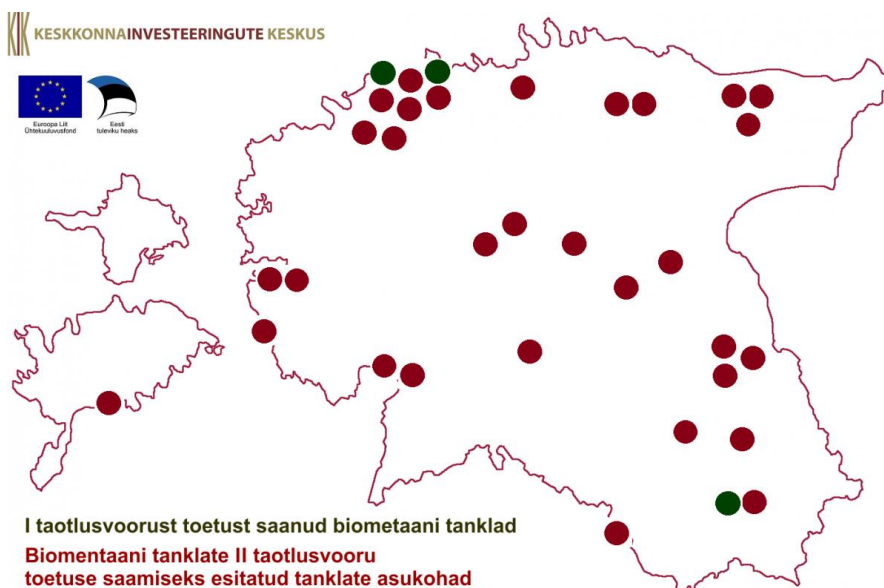 KESKKONNAINVESTEERINGUTE KESKUS
Euroopa Liit
Ühtekuuluvusfond
Eesti
tuleviku heaks
I taotlusvoorust toetust saanud biometaani tanklad
Biomentaani tanklate II taotlusvooru
toetuse saamiseks esitatud tanklate asukohad